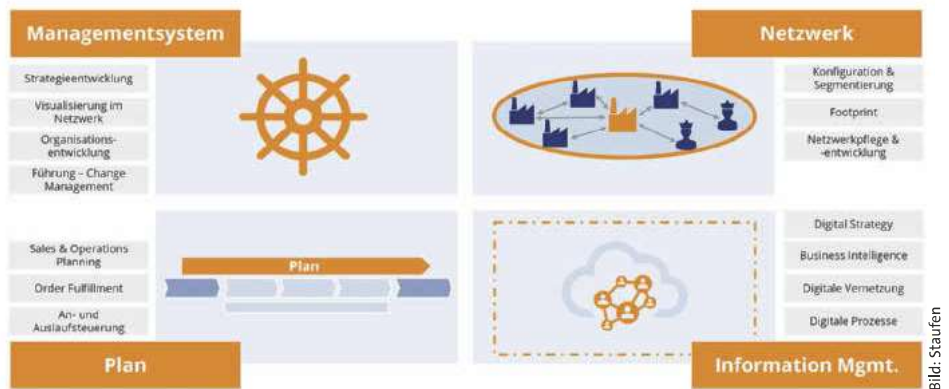 Managementsystem
Strategieentwicklung
Visualisierung im
Netzwerk
Organisations-
entwicklung
Führung – Change
Management
Netzwerk
Konfiguration &
Segmentierung
Footprint
Netzwerkpflege &
-entwicklung
Sales & Operations
Planning
Order Fulfillment
An- und
Auslaufsteuerung
Plan
Plan
Digital Strategy
Business Intelligence
Digitale Vernetzung
Digitale Prozesse
Information Mgmt.
Bild: Staufen